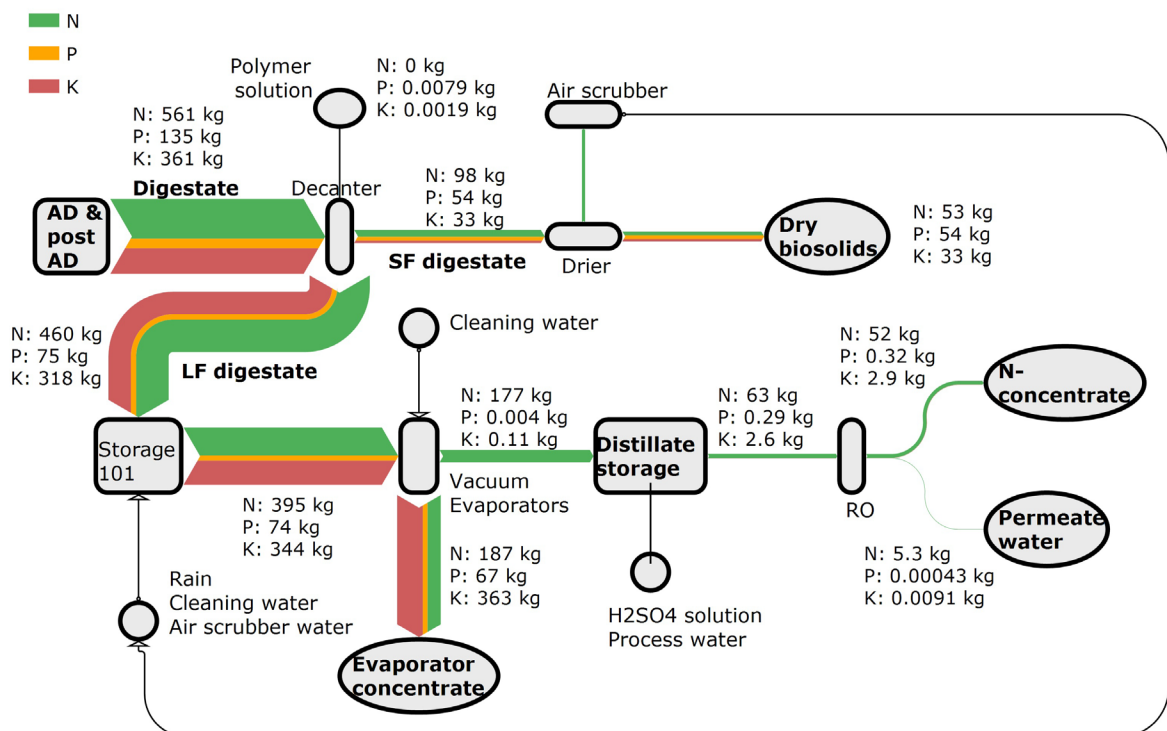 N
P
K
Polymer
solution
N: 0 kg
P: 0.0079 kg
K: 0.0019 kg
Air scrubber
N: 561 kg
P: 135 kg
K: 361 kg
Digestate
Decanter
N: 98 kg
P: 54 kg
K: 33 kg
AD &
post
AD
SF digestate
Drier
Dry
biosolids
N: 53 kg
P: 54 kg
K: 33 kg
N: 460 kg
P: 75 kg
K: 318 kg
LF digestate
Cleaning water
N: 177 kg
P: 0.004 kg
K: 0.11 kg
N: 63 kg
P: 0.29 kg
K: 2.6 kg
N: 52 kg
P: 0.32 kg
K: 2.9 kg
N-
concentrate
Storage
101
N: 395 kg
P: 74 kg
K: 344 kg
Vacuum
Evaporators
Distillate
storage
RO
Permeate
water
N: 5.3 kg
P: 0.00043 kg
K: 0.0091 kg
N: 187 kg
P: 67 kg
K: 363 kg
Rain
Cleaning water
Air scrubber water
H2SO4 solution
Process water
Evaporator
concentrate